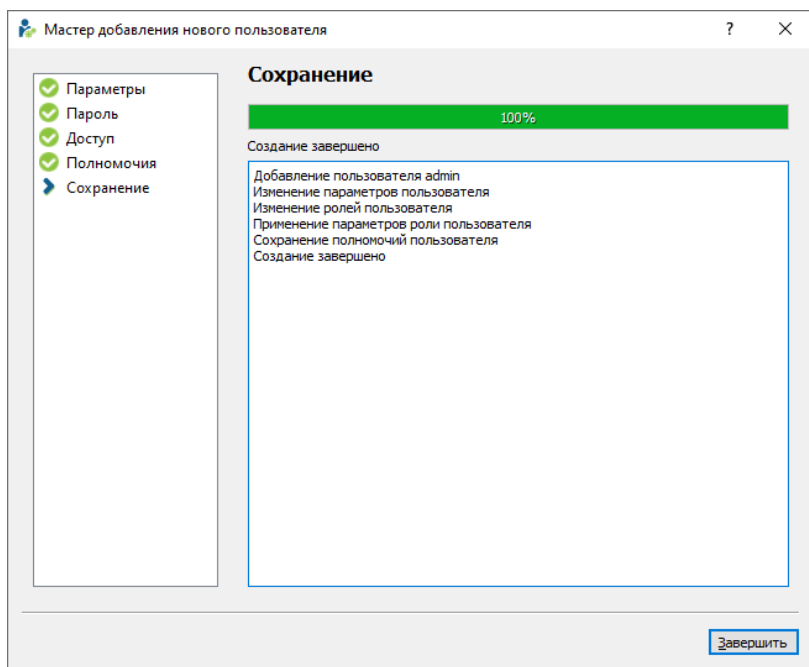 Мастер добавления нового пользователя
?
Параметры
Пароль
Доступ
Полномочия
Сохранение
Сохранение
100%
Создание завершено
Добавление пользователя admin
Изменение параметров пользователя
Изменение ролей пользователя
Применение параметров роли пользователя
Сохранение полномочий пользователя
Создание завершено
Завершить